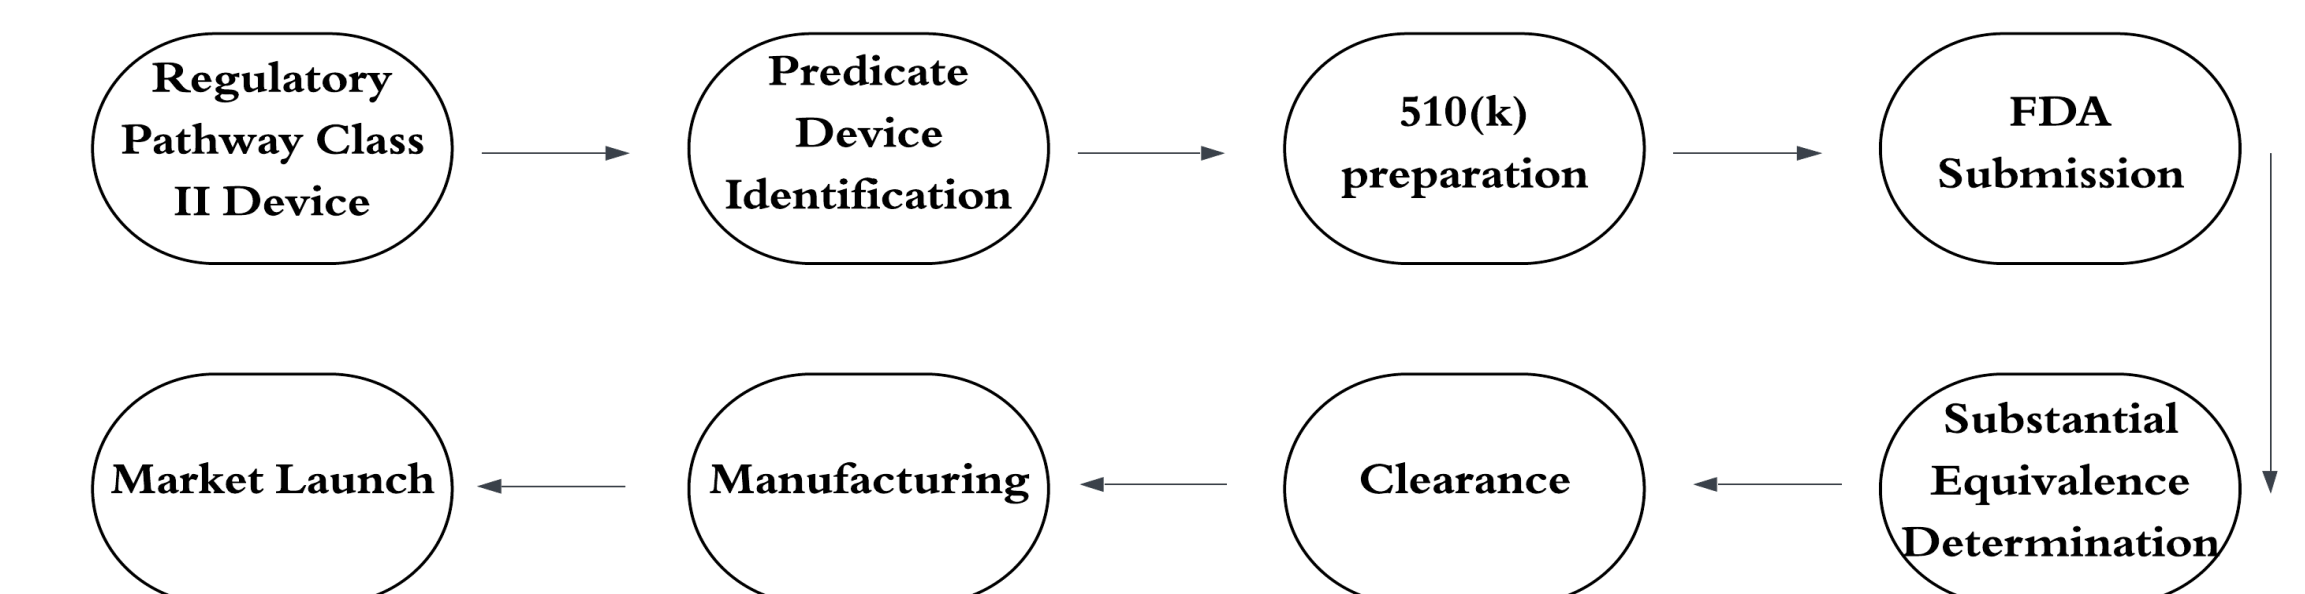 Regulatory
Pathway Class
II Device
Predicate
Device
Identification
510(k)
preparation
FDA
Submission
Substantial
Equivalence
Determination
Clearance
Manufacturing
Market Launch